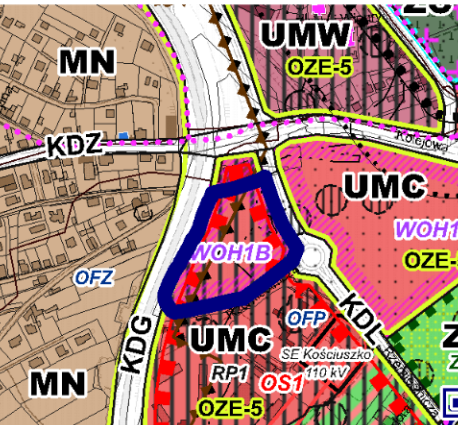 UMW
OZE-5
MN
KDZ
Kolejowa
UMC
WOH1
OZE-
WOH1B
OFZ
OFP
KDL
KDG
UMC
SE Kościuszko
110 kV
RP1
OS1
MN
OZE-5
Z